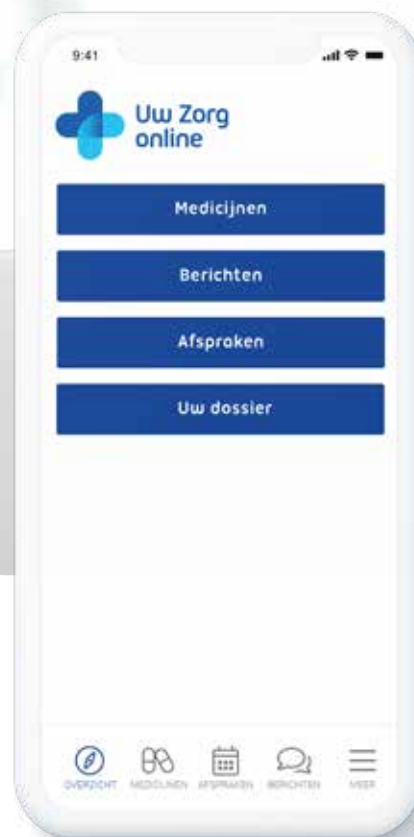 9:41
Uw Zorg
online
Medicijnen
Berichten
Afspraken
Uw dossier
OVERZICHT
MEDICIJNEN
AFSPRAKEN
BERICHTEN
MEER